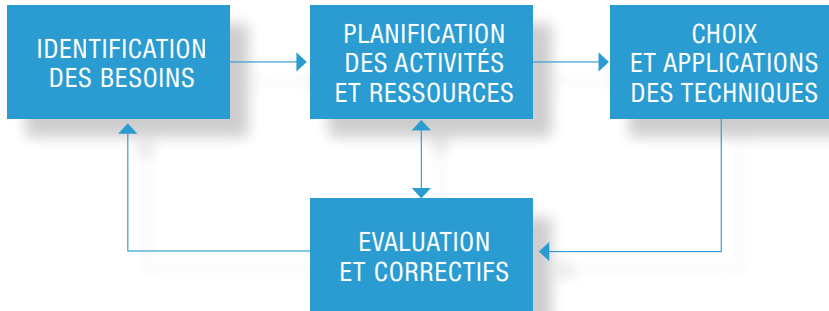 IDENTIFICATION
DES BESOINS
PLANIFICATION
DES ACTIVITÉS
ET RESSOURCES
CHOIX
ET APPLICATIONS
DES TECHNIQUES
EVALUATION
ET CORRECTIFS